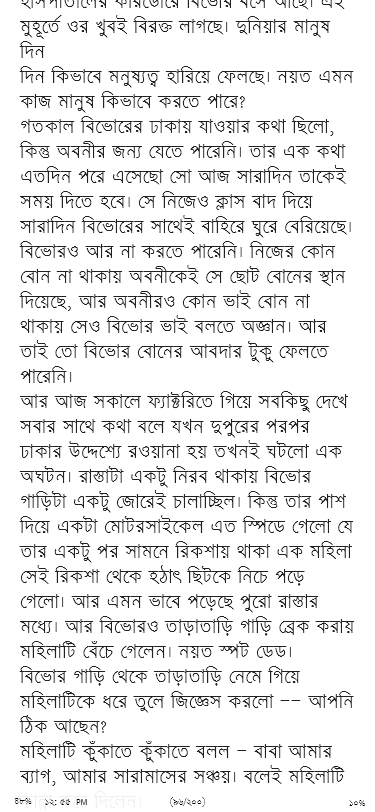 হাসপাতালের করিডোরে বিভোর বসে আছে। এই
মুহূর্তে ওর খুবই বিরক্ত লাগছে। দুনিয়ার মানুষ
দিন
দিন কিভাবে মনুষ্যত্ব হারিয়ে ফেলছে। নয়ত এমন
কাজ মানুষ কিভাবে করতে পারে?
গতকাল বিভোরের ঢাকায় যাওয়ার কথা ছিলো,
কিন্তু অবনীর জন্য যেতে পারেনি। তার এক কথা
এতদিন পরে এসেছো সো আজ সারাদিন তাকেই
সময় দিতে হবে। সে নিজেও ক্লাস বাদ দিয়ে
সারাদিন বিভোরের সাথেই বাহিরে ঘুরে বেরিয়েছে।
বিভোরও আর না করতে পারেনি। নিজের কোন
বোন না থাকায় অবনীকেই সে ছোট বোনের স্থান
দিয়েছে, আর অবনীরও কোন ভাই বোন না
থাকায় সেও বিভোর ভাই বলতে অজ্ঞান। আর
তাই তো বিভোর বোনের আবদার টুকু ফেলতে
পারেনি।
আর আজ সকালে ফ্যাক্টরিতে গিয়ে সবকিছু দেখে
সবার সাথে কথা বলে যখন দুপুরের পরপর
ঢাকার উদ্দেশ্যে রওয়ানা হয় তখনই ঘটলো এক
অঘটন। রাস্তাটা একটু নিরব থাকায় বিভোর
গাড়িটা একটু জোরেই চালাচ্ছিল। কিন্তু তার পাশ
দিয়ে একটা মোটরসাইকেল এত স্পিডে গেলো যে
তার একটু পর সামনে রিকশায় থাকা এক মহিলা
সেই রিকশা থেকে হঠাৎ ছিটকে নিচে পড়ে
গেলো। আর এমন ভাবে পড়েছে পুরো রাস্তার
মধ্যে। আর বিভোরও তাড়াতাড়ি গাড়ি ব্রেক করায়
মহিলাটি বেঁচে গেলেন। নয়ত স্পট ডেড।
বিভোর গাড়ি থেকে তাড়াতাড়ি নেমে গিয়ে
মহিলাটিকে ধরে তুলে জিজ্ঞেস করলো -- আপনি
ঠিক আছেন?
মহিলাটি কুঁকাতে কুঁকাতে বলল - বাবা আমার
ব্যাগ, আমার সারামাসের সঞ্চয়। বলেই মহিলাটি
৪৮% ১২: ৫৫ PM (৯৬/২০০) ১০%